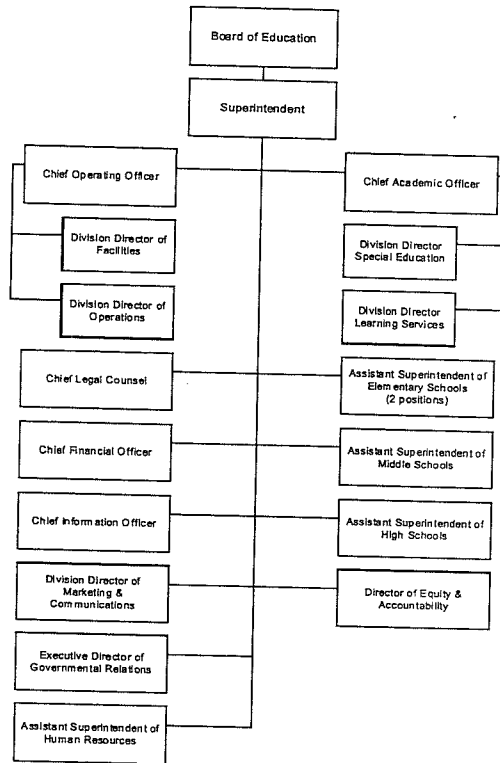 Board of Education
Superintendent
Chief Operating Officer
Chief Academic Officer
Division Director of
Facilities
Division Director
Special Education
Division Director of
Operations
Division Director
Learning Services
Chief Legal Counsel
Assistant Superintendent of
Elementary Schools
(2 positions)
Chief Financial Officer
Assistant Superintendent of
Middle Schools
Chief Information Officer
Assistant Superintendent of
High Schools
Division Director of
Marketing &
Communications
Director of Equity &
Accountability
Executive Director of
Governmental Relations
Assistant Superintendent of
Human Resources